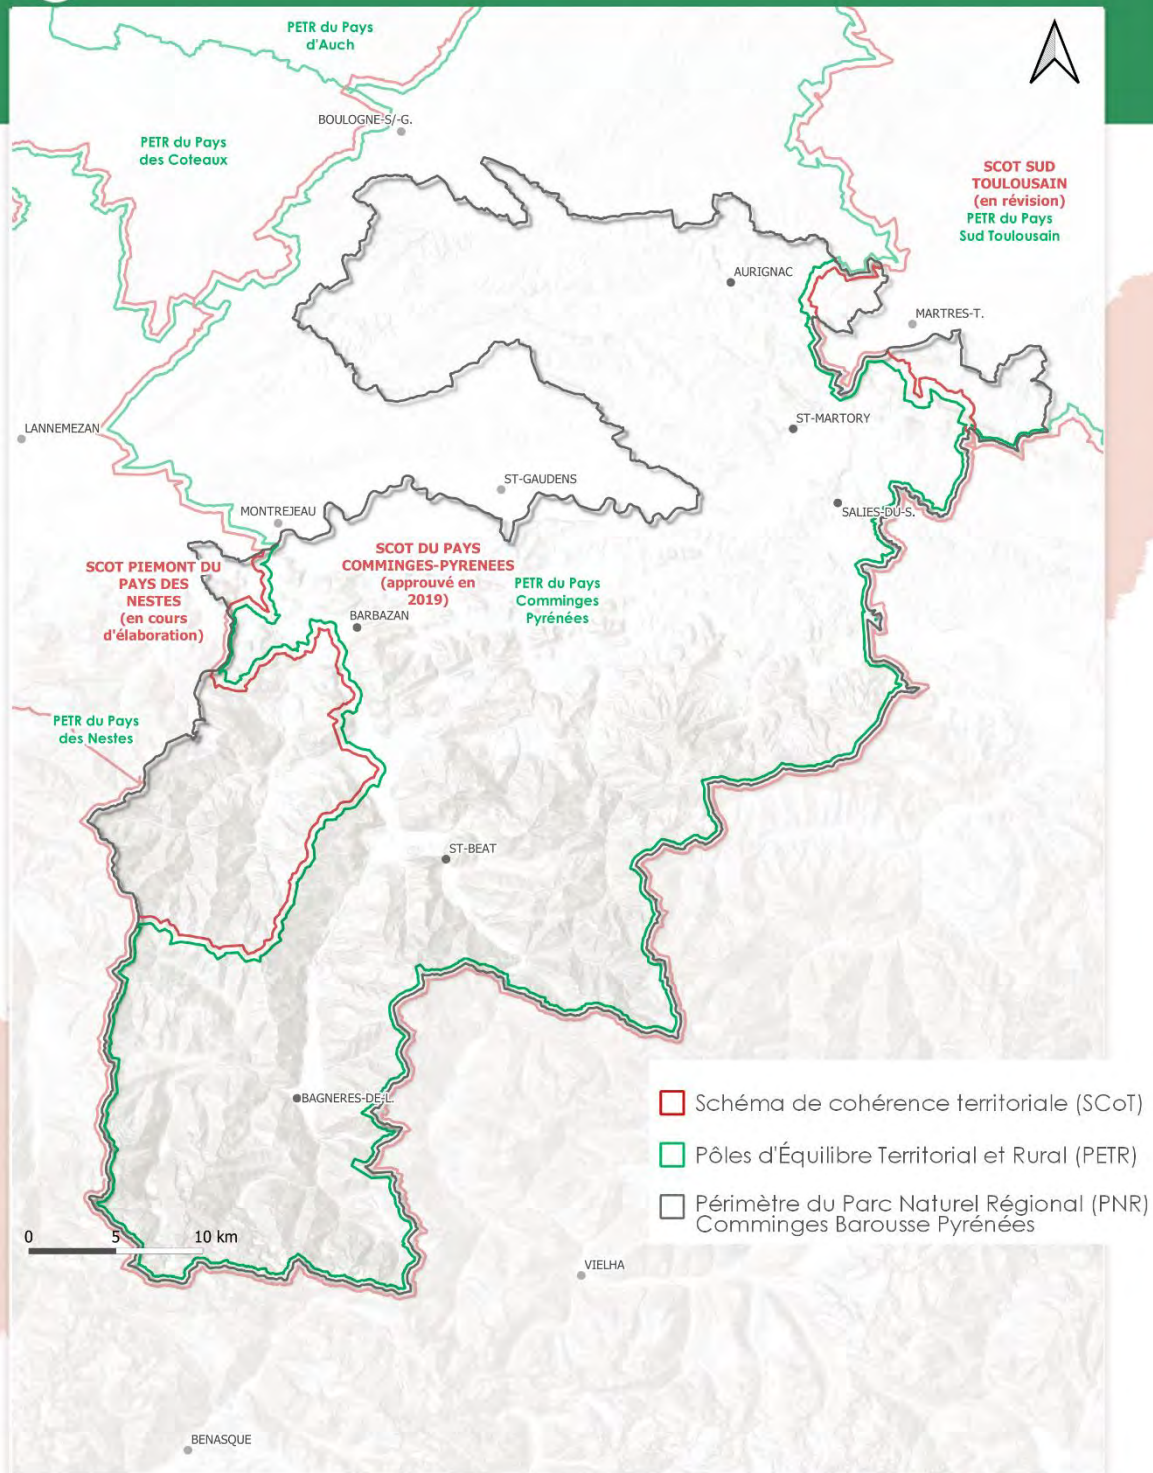 PETR du Pays
d'Auch
BOULOGNE-S/-G.
PETR du Pays
des Coteaux
SCOT SUD
TOULOUSAIN
(en révision)
PETR du Pays
Sud Toulousain
AURIGNAC
MARTRES-T.
LANNEMEZAN
ST-MARTORY
ST-GAUDENS
MONTREJEAU
SALIES-DU-S.
SCOT PIEMONT DU
PAYS DES
NESTES
(en cours
d'élaboration)
SCOT DU PAYS
COMMINGES-PYRENEES
(approuvé en
2019)
PETR du Pays
Comminges
Pyrénées
BARBAZAN
PETR du Pays
des Nestes
ST-BEAT
BAGNERES-DE-L.
Schéma de cohérence territoriale (SCoT)
Pôles d'Équilibre Territorial et Rural (PETR)
Périmètre du Parc Naturel Régional (PNR)
Comminges Barousse Pyrénées
0 5 10 km
VIELHA
BENASQUE